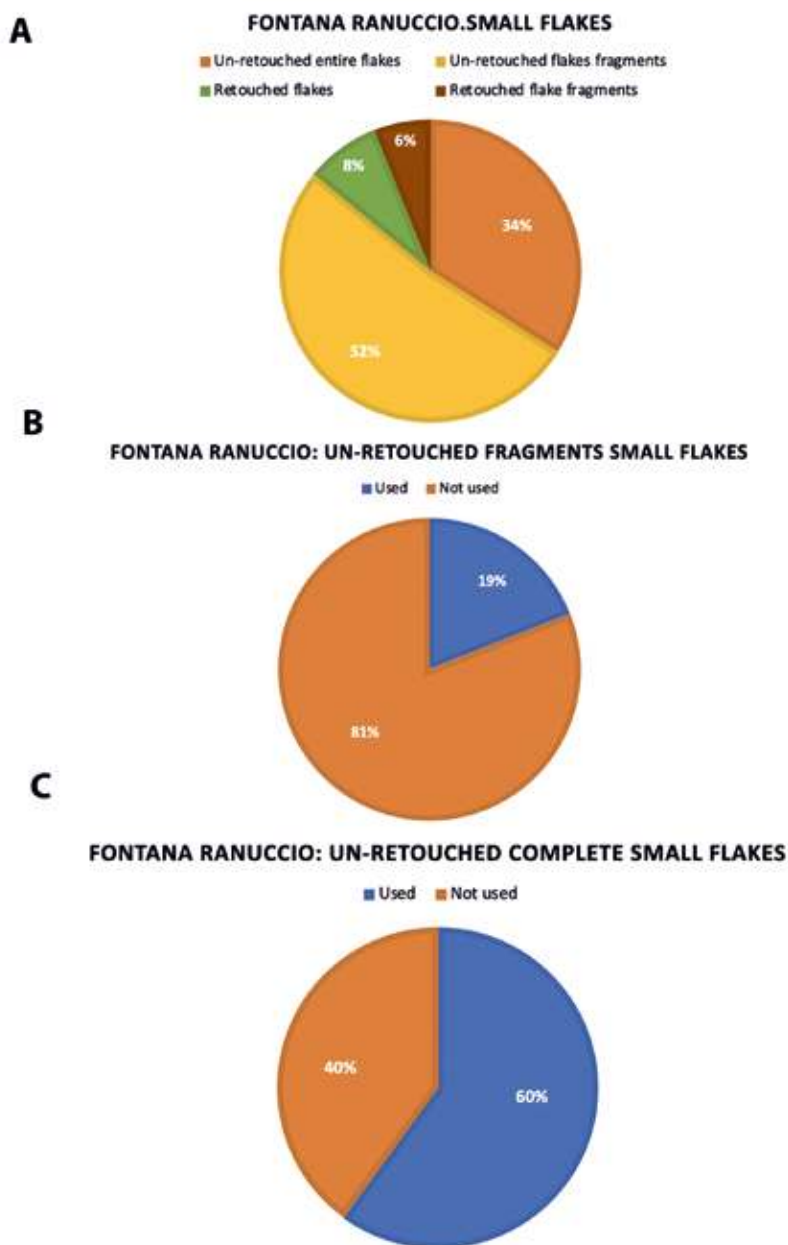 A
FONTANA RANUCCIO.SMALL FLAKES
Un-retouched entire flakes Un-retouched flakes fragments
Retouched flakes Retouched flake fragments
6%
8%
34%
52%
B
FONTANA RANUCCIO: UN-RETOUCHED FRAGMENTS SMALL FLAKES
Used Not used
19%
81%
C
FONTANA RANUCCIO: UN-RETOUCHED COMPLETE SMALL FLAKES
Used Not used
40%
60%